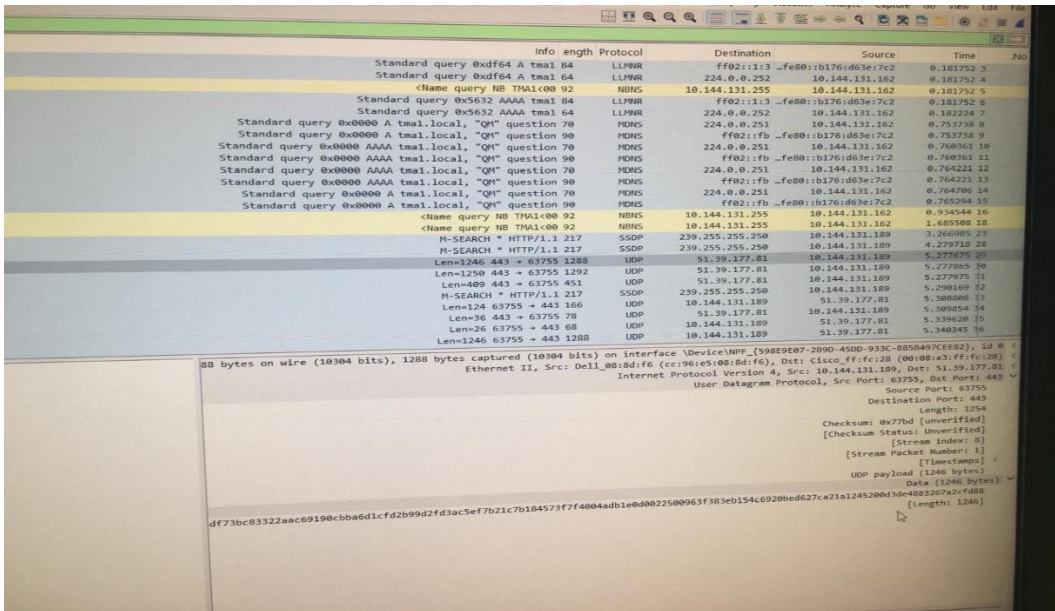 Capture Go View Edit File
Info ength Protocol Destination Source Time .No
Standard query 0xdf64 A tma1 84 LLMNR ff02::1:3 …fe80::b176:d63e:7c2 0.181752 3
Standard query 0xdf64 A tma1 64 LLMNR 224.0.0.252 10.144.131.162 0.181752 4
<Name query NB TMA1<00 92 NBNS 10.144.131.255 10.144.131.162 0.181752 5
Standard query 0x5632 AAAA tma1 84 LLMNR ff02::1:3 …fe80::b176:d63e:7c2 0.181752 6
Standard query 0x5632 AAAA tma1 64 LLMNR 224.0.0.252 10.144.131.162 0.182224 7
Standard query 0x0000 A tma1.local, "QM" question 70 MDNS 224.0.0.251 10.144.131.162 0.753738 8
Standard query 0x0000 A tma1.local, "QM" question 90 MDNS ff02::fb …fe80::b176:d63e:7c2 0.753738 9
Standard query 0x0000 AAAA tma1.local, "QM" question 70 MDNS 224.0.0.251 10.144.131.162 0.760361 10
Standard query 0x0000 AAAA tma1.local, "QM" question 90 MDNS ff02::fb …fe80::b176:d63e:7c2 0.760361 11
Standard query 0x0000 AAAA tma1.local, "QM" question 70 MDNS 224.0.0.251 10.144.131.162 0.764221 12
Standard query 0x0000 AAAA tma1.local, "QM" question 90 MDNS ff02::fb …fe80::b176:d63e:7c2 0.764221 13
Standard query 0x0000 A tma1.local, "QM" question 70 MDNS 224.0.0.251 10.144.131.162 0.764706 14
Standard query 0x0000 A tma1.local, "QM" question 90 MDNS ff02::fb …fe80::b176:d63e:7c2 0.765294 15
<Name query NB TMA1<00 92 NBNS 10.144.131.255 10.144.131.162 0.934544 16
<Name query NB TMA1<00 92 NBNS 10.144.131.255 10.144.131.162 1.685508 18
M-SEARCH * HTTP/1.1 217 SSDP 239.255.255.250 10.144.131.189 3.266985 23
M-SEARCH * HTTP/1.1 217 SSDP 239.255.255.250 10.144.131.189 4.279718 28
Len=1246 443 → 63755 1288 UDP 51.39.177.81 10.144.131.189 5.277675 29
Len=1250 443 → 63755 1292 UDP 51.39.177.81 10.144.131.189 5.277865 30
Len=409 443 → 63755 451 UDP 51.39.177.81 10.144.131.189 5.277975 31
M-SEARCH * HTTP/1.1 217 SSDP 239.255.255.250 10.144.131.189 5.290169 32
Len=124 63755 → 443 166 UDP 10.144.131.189 51.39.177.81 5.308808 33
Len=36 443 → 63755 78 UDP 51.39.177.81 10.144.131.189 5.309854 34
Len=26 63755 → 443 68 UDP 10.144.131.189 51.39.177.81 5.339620 35
Len=1246 63755 → 443 1288 UDP 10.144.131.189 51.39.177.81 5.340345 36
88 bytes on wire (10304 bits), 1288 bytes captured (10304 bits) on interface \Device\NPF_{598E9E07-289D-45DD-933C-8858497CEE82}, id 0
Ethernet II, Src: Dell_08:8d:f6 (cc:96:e5:08:8d:f6), Dst: Cisco_ff:fc:28 (00:08:e3:ff:fc:28)
Internet Protocol Version 4, Src: 10.144.131.189, Dst: 51.39.177.81
User Datagram Protocol, Src Port: 63755, Dst Port: 443
Source Port: 63755
Destination Port: 443
Length: 1254
Checksum: 0x77bd [unverified]
[Checksum Status: Unverified]
[Stream index: 8]
[Stream Packet Number: 1]
[Timestamps]
UDP payload (1246 bytes)
Data (1246 bytes)
df73bc83322aac69190cbba6d1cfd2b99d2fd3ac5ef7b21c7b184573f7f4004adb1e0d0022500963f383eb154c6920bed627ca21a1245200d3de4883267a2cfd88
[Length: 1246]